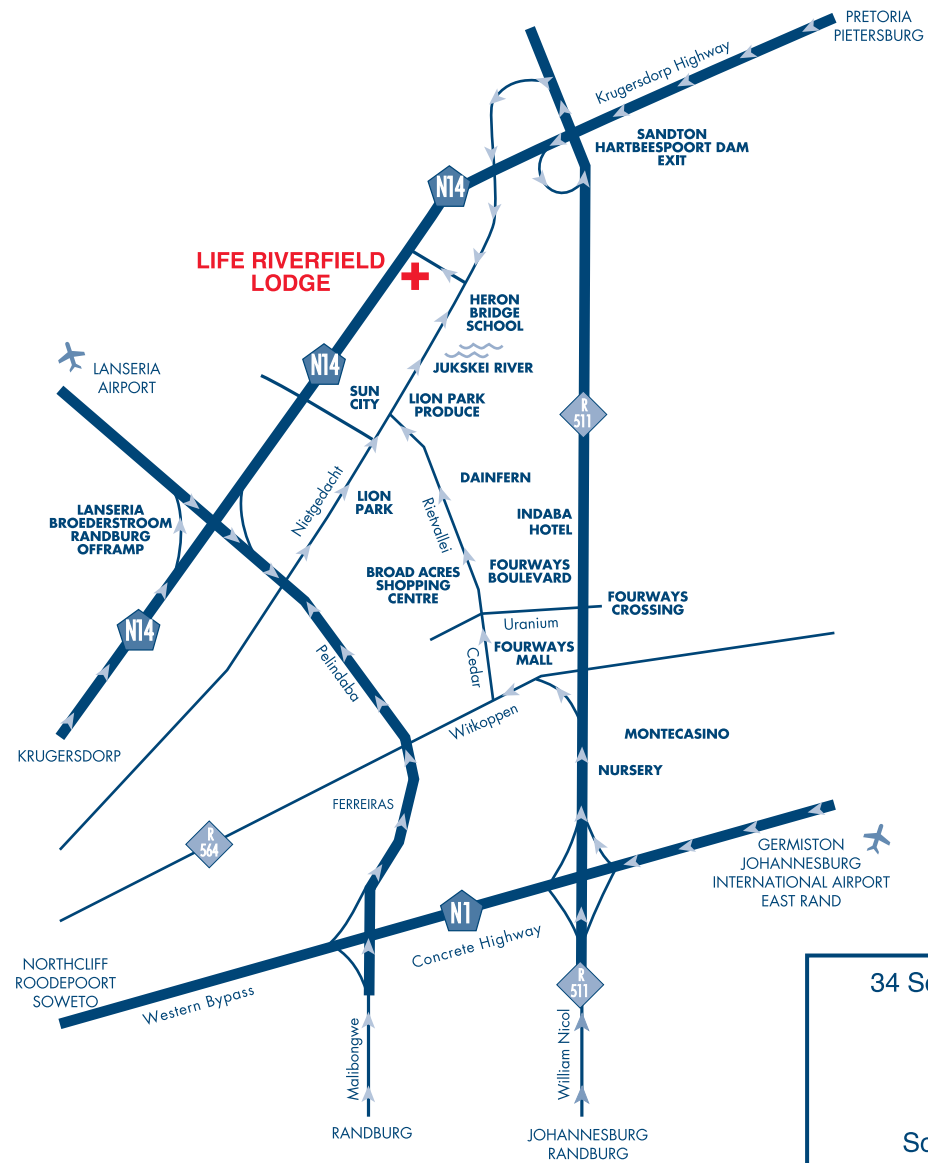 PRETORIA
PIETERSBURG
Krugersdorp Highway
SANDTON
HARTBEESPOORT DAM
EXIT
N14
LIFE RIVERFIELD
LODGE
HERON
BRIDGE
SCHOOL
JUKSKEI RIVER
N14
LANSERIA
AIRPORT
SUN
CITY
LION PARK
PRODUCE
R
511
Nietgedacht
LION
PARK
DAINFERN
Rietvallei
INDABA
HOTEL
LANSERIA
BROEDERSTROOM
RANDBURG
OFFRAMP
BROAD ACRES
SHOPPING
CENTRE
FOURWAYS
BOULEVARD
FOURWAYS
CROSSING
Uranium
N14
Pelindaba
Cedar
FOURWAYS
MALL
Witkoppen
KRUGERSDORP
MONTECASINO
NURSERY
FERREIRAS
R
564
GERMISTON
JOHANNESBURG
INTERNATIONAL AIRPORT
EAST RAND
N1
Concrete Highway
NORTHCLIFF
ROODEPOORT
SOWETO
Western Bypass
R
511
34 Se
Malibongwe
William Nicol
RANDBURG
JOHANNESBURG
RANDBURG